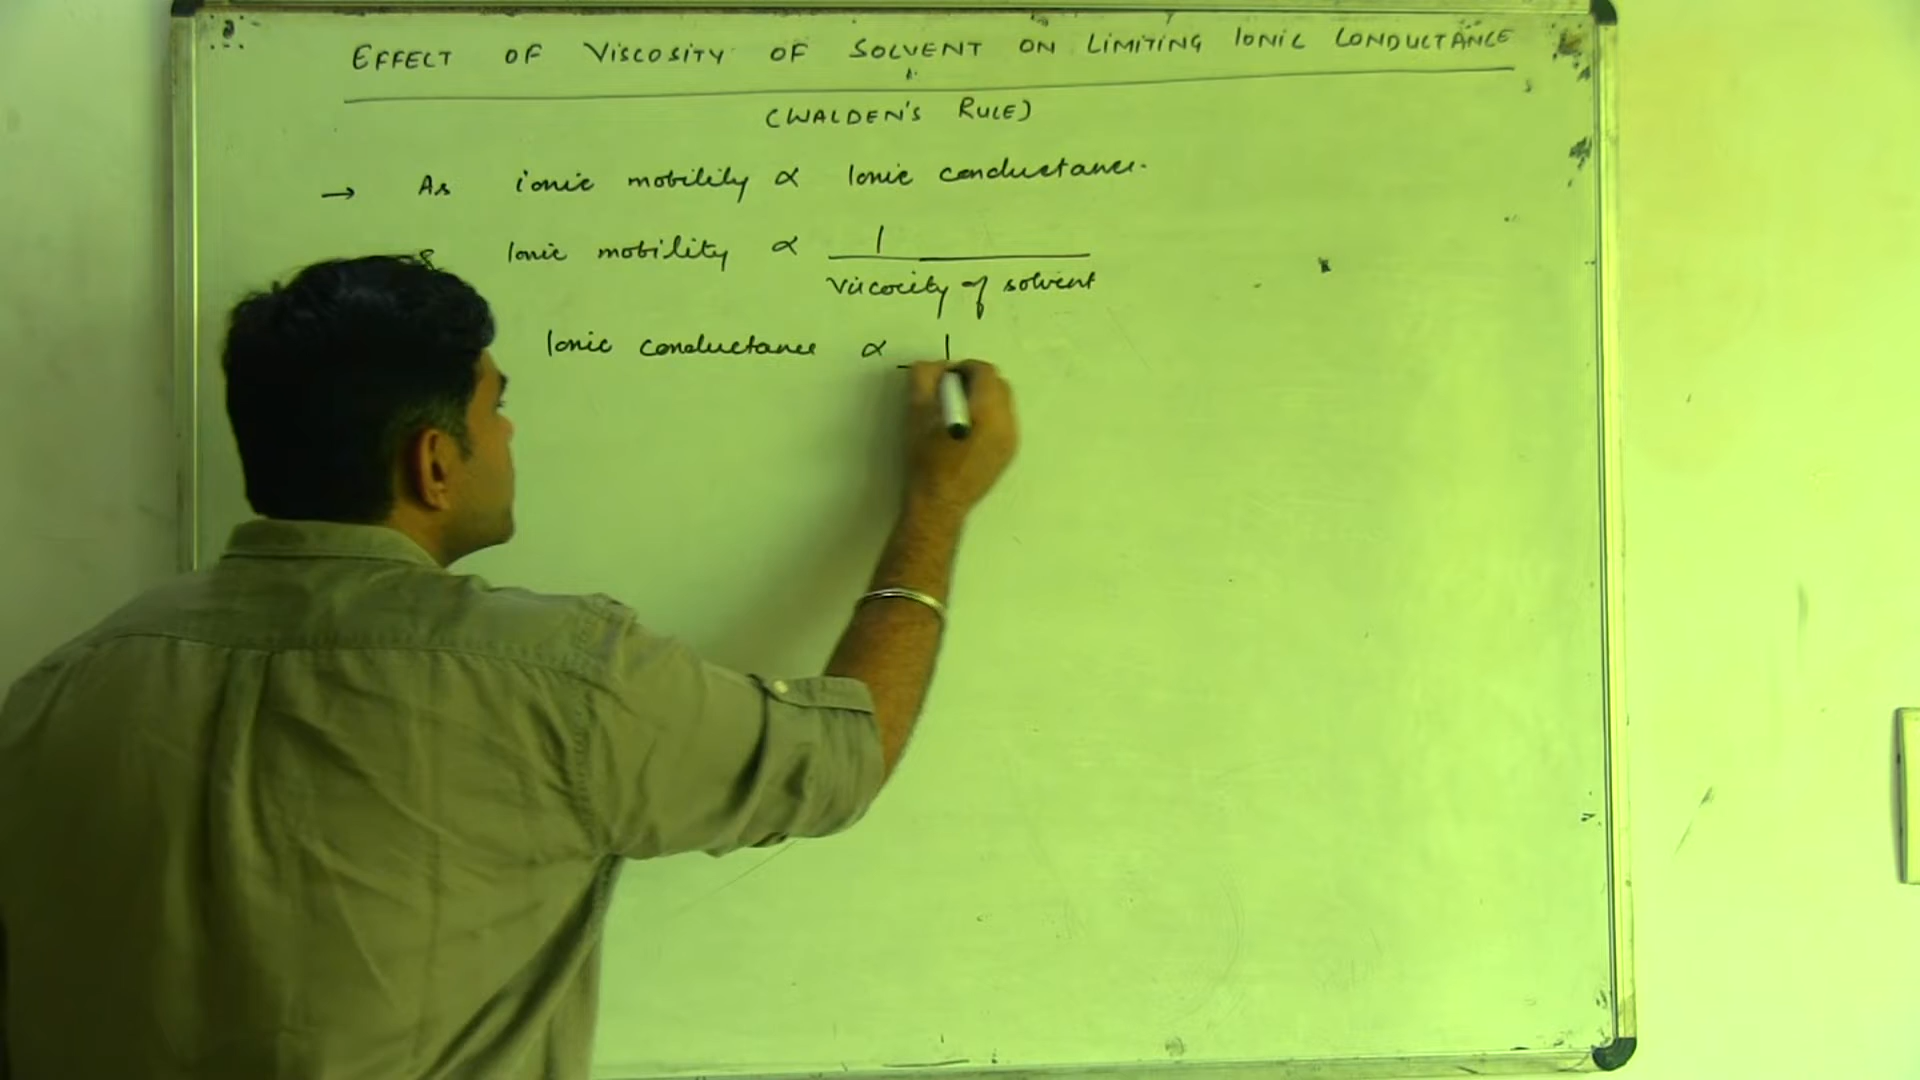 EFFECT OF VISCOSITY OF SOLVENT ON LIMITING IONIC CONDUCTANCE
(WALDEN'S RULE)
→ As ionic mobility ∝ Ionic conductance.
Ionic mobility ∝ 1
viscocity of solvent
Ionic conductance ∝ 1